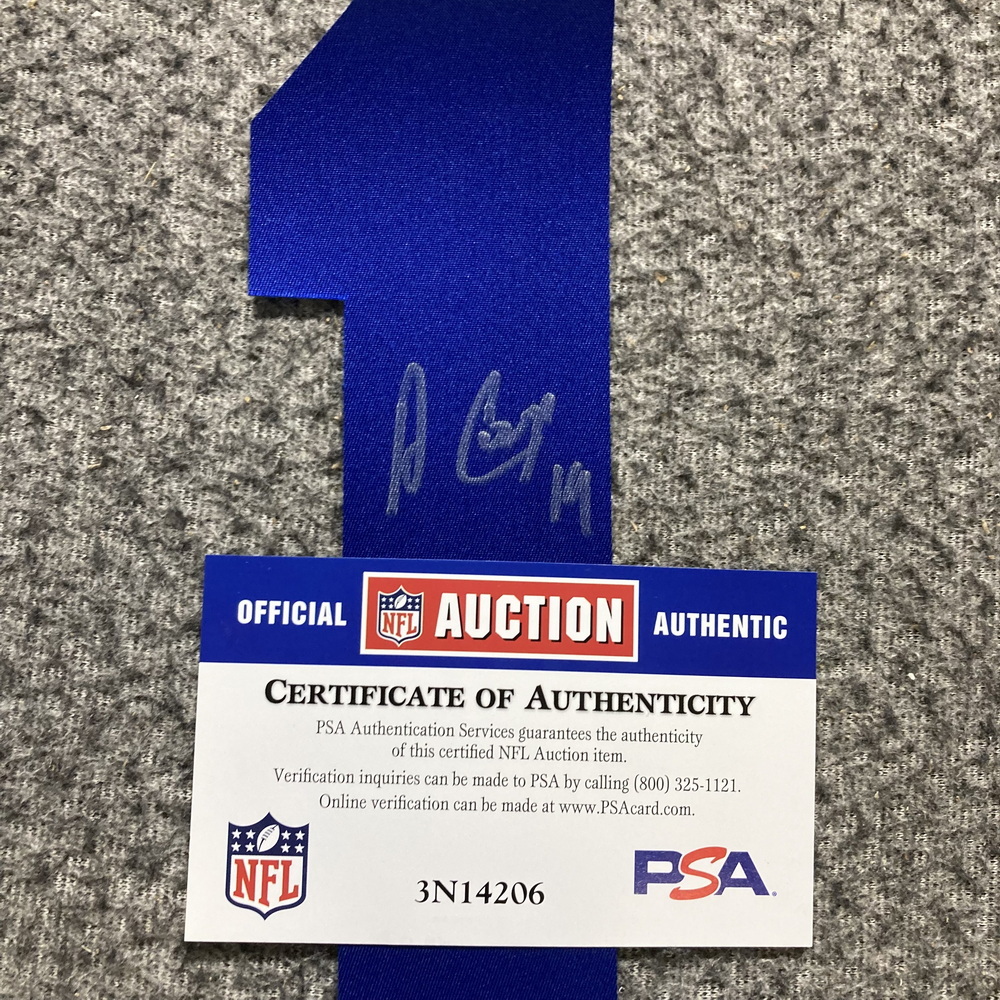 1
OFFICIAL NFL AUCTION AUTHENTIC
CERTIFICATE OF AUTHENTICITY
PSA Authentication Services guarantees the authenticity
of this certified NFL Auction item.
Verification inquiries can be made to PSA by calling (800) 325-1121.
Online verification can be made at www.PSAcard.com.
NFL
3N14206
PSA